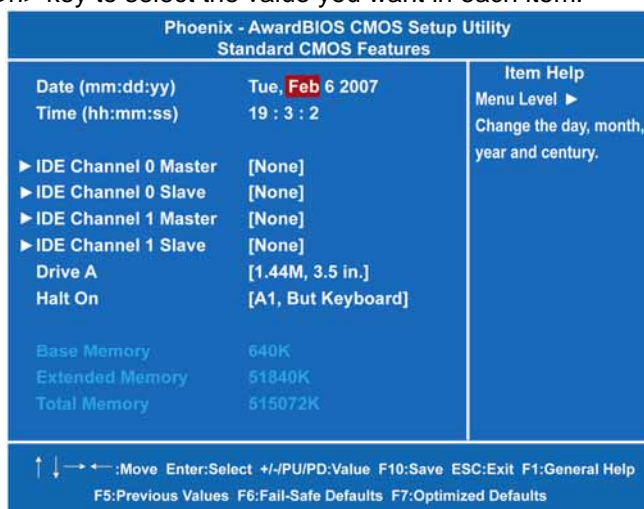 key to select the value you want in each item.
Phoenix - AwardBIOS CMOS Setup Utility
Standard CMOS Features
Date (mm:dd:yy) Tue, Feb 6 2007
Time (hh:mm:ss) 19 : 3 : 2
►IDE Channel 0 Master [None]
►IDE Channel 0 Slave [None]
►IDE Channel 1 Master [None]
►IDE Channel 1 Slave [None]
Drive A [1.44M, 3.5 in.]
Halt On [A1, But Keyboard]
Base Memory 640K
Extended Memory 51840K
Total Memory 515072K
Item Help
Menu Level ►
Change the day, month,
year and century.
↑ ↓ → ← :Move Enter:Select +/-/PU/PD:Value F10:Save ESC:Exit F1:General Help
F5:Previous Values F6:Fail-Safe Defaults F7:Optimized Defaults